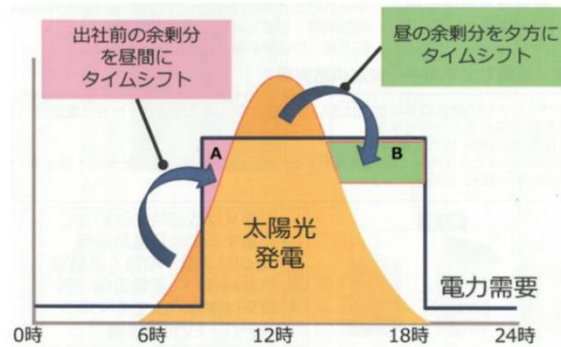 出社前の余剰分
を昼間に
タイムシフト
昼の余剰分を夕方に
タイムシフト
A
B
太陽光
発電
電力需要
0時
6時
12時
18時
24時